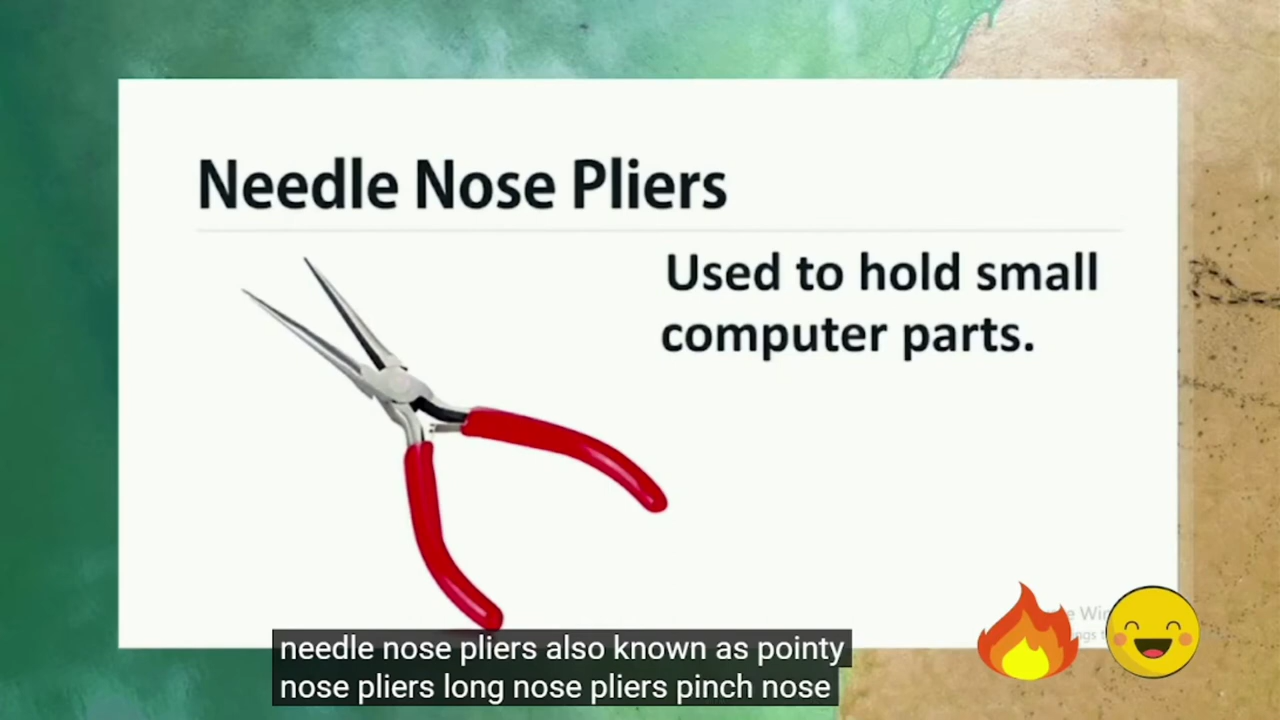 Needle Nose Pliers
Used to hold small
computer parts.
needle nose pliers also known as pointy
nose pliers long nose pliers pinch nose